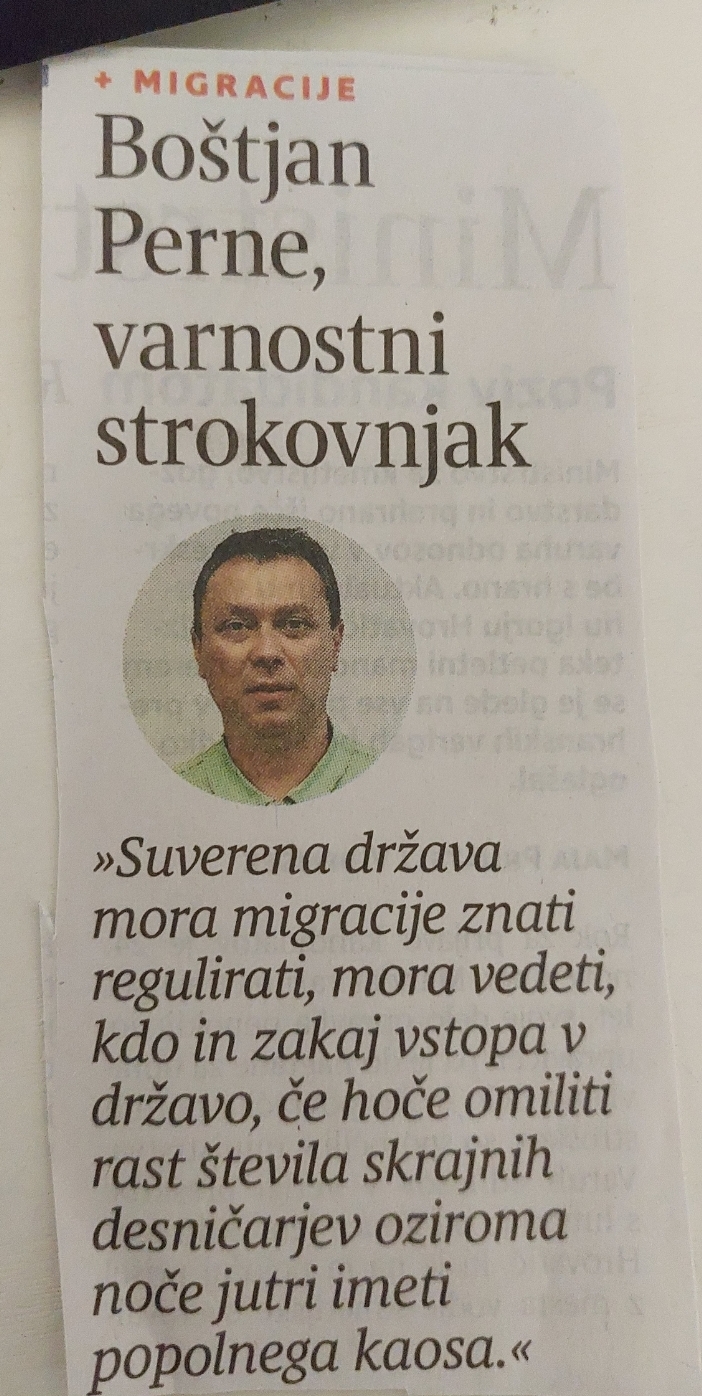 + MIGRACIJE
Boštjan
Perne,
varnostni
strokovnjak
»Suverena država
mora migracije znati
regulirati, mora vedeti,
kdo in zakaj vstopa v
državo, če hoče omiliti
rast števila skrajnih
desničarjev oziroma
noče jutri imeti
popolnega kaosa.«